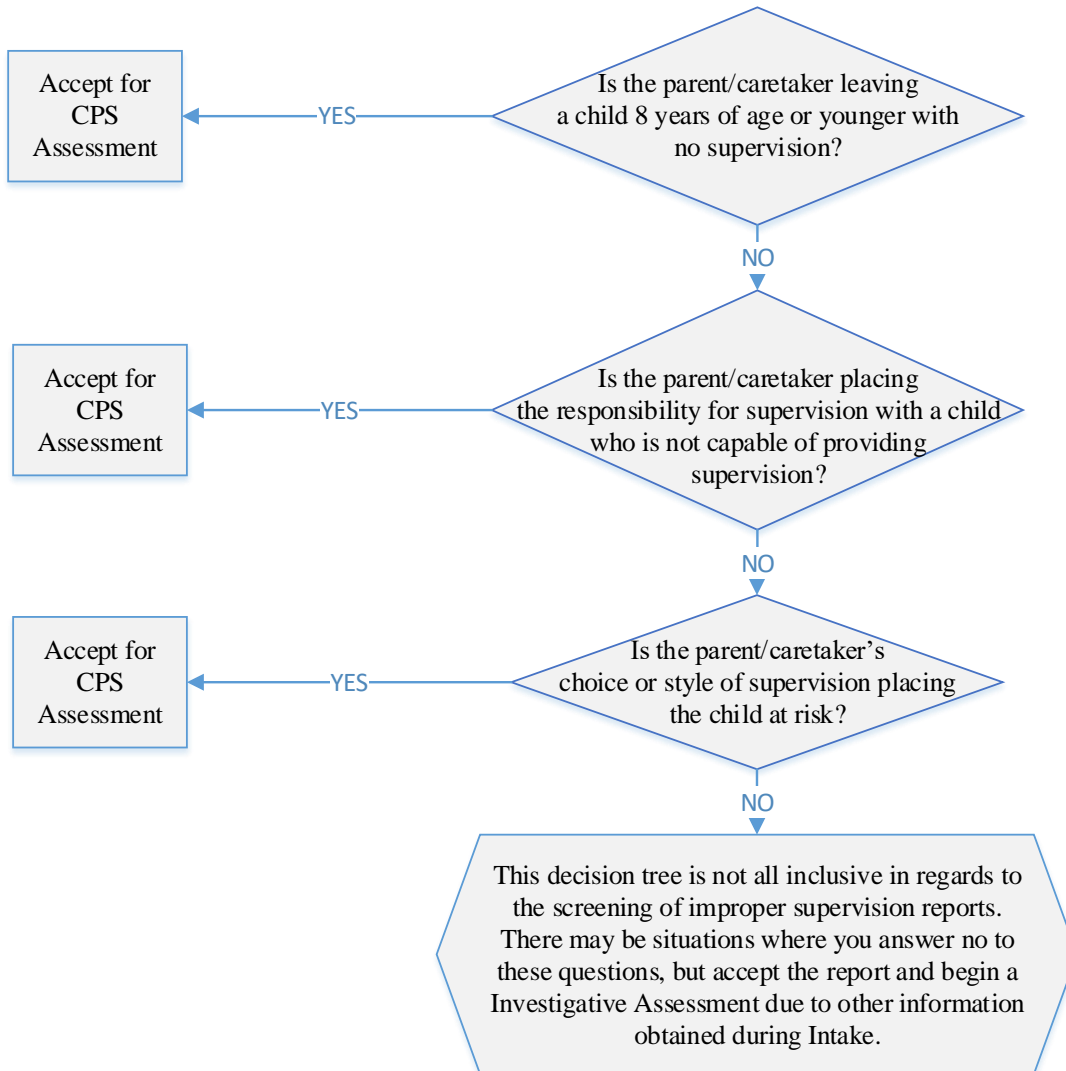 Accept for
CPS
Assessment
YES
Is the parent/caretaker leaving
a child 8 years of age or younger with
no supervision?
NO
Accept for
CPS
Assessment
YES
Is the parent/caretaker placing
the responsibility for supervision with a child
who is not capable of providing
supervision?
NO
Accept for
CPS
Assessment
YES
Is the parent/caretaker’s
choice or style of supervision placing
the child at risk?
NO
This decision tree is not all inclusive in regards to
the screening of improper supervision reports.
There may be situations where you answer no to
these questions, but accept the report and begin a
Investigative Assessment due to other information
obtained during Intake.